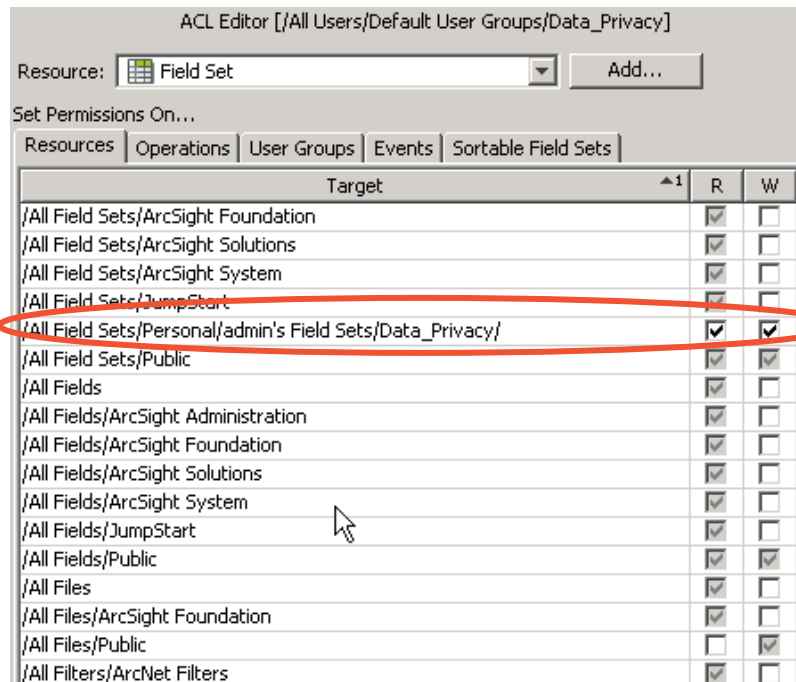 ACL Editor [/All Users/Default User Groups/Data_Privacy]
Resource: Field Set Add...
Set Permissions On...
Resources Operations User Groups Events Sortable Field Sets
Target 1 R W
/All Field Sets/ArcSight Foundation
/All Field Sets/ArcSight Solutions
/All Field Sets/ArcSight System
/All Field Sets/JumpStart
/All Field Sets/Personal/admin's Field Sets/Data_Privacy/
/All Field Sets/Public
/All Fields
/All Fields/ArcSight Administration
/All Fields/ArcSight Foundation
/All Fields/ArcSight Solutions
/All Fields/ArcSight System
/All Fields/JumpStart
/All Fields/Public
/All Files
/All Files/ArcSight Foundation
/All Files/Public
/All Filters/ArcNet Filters